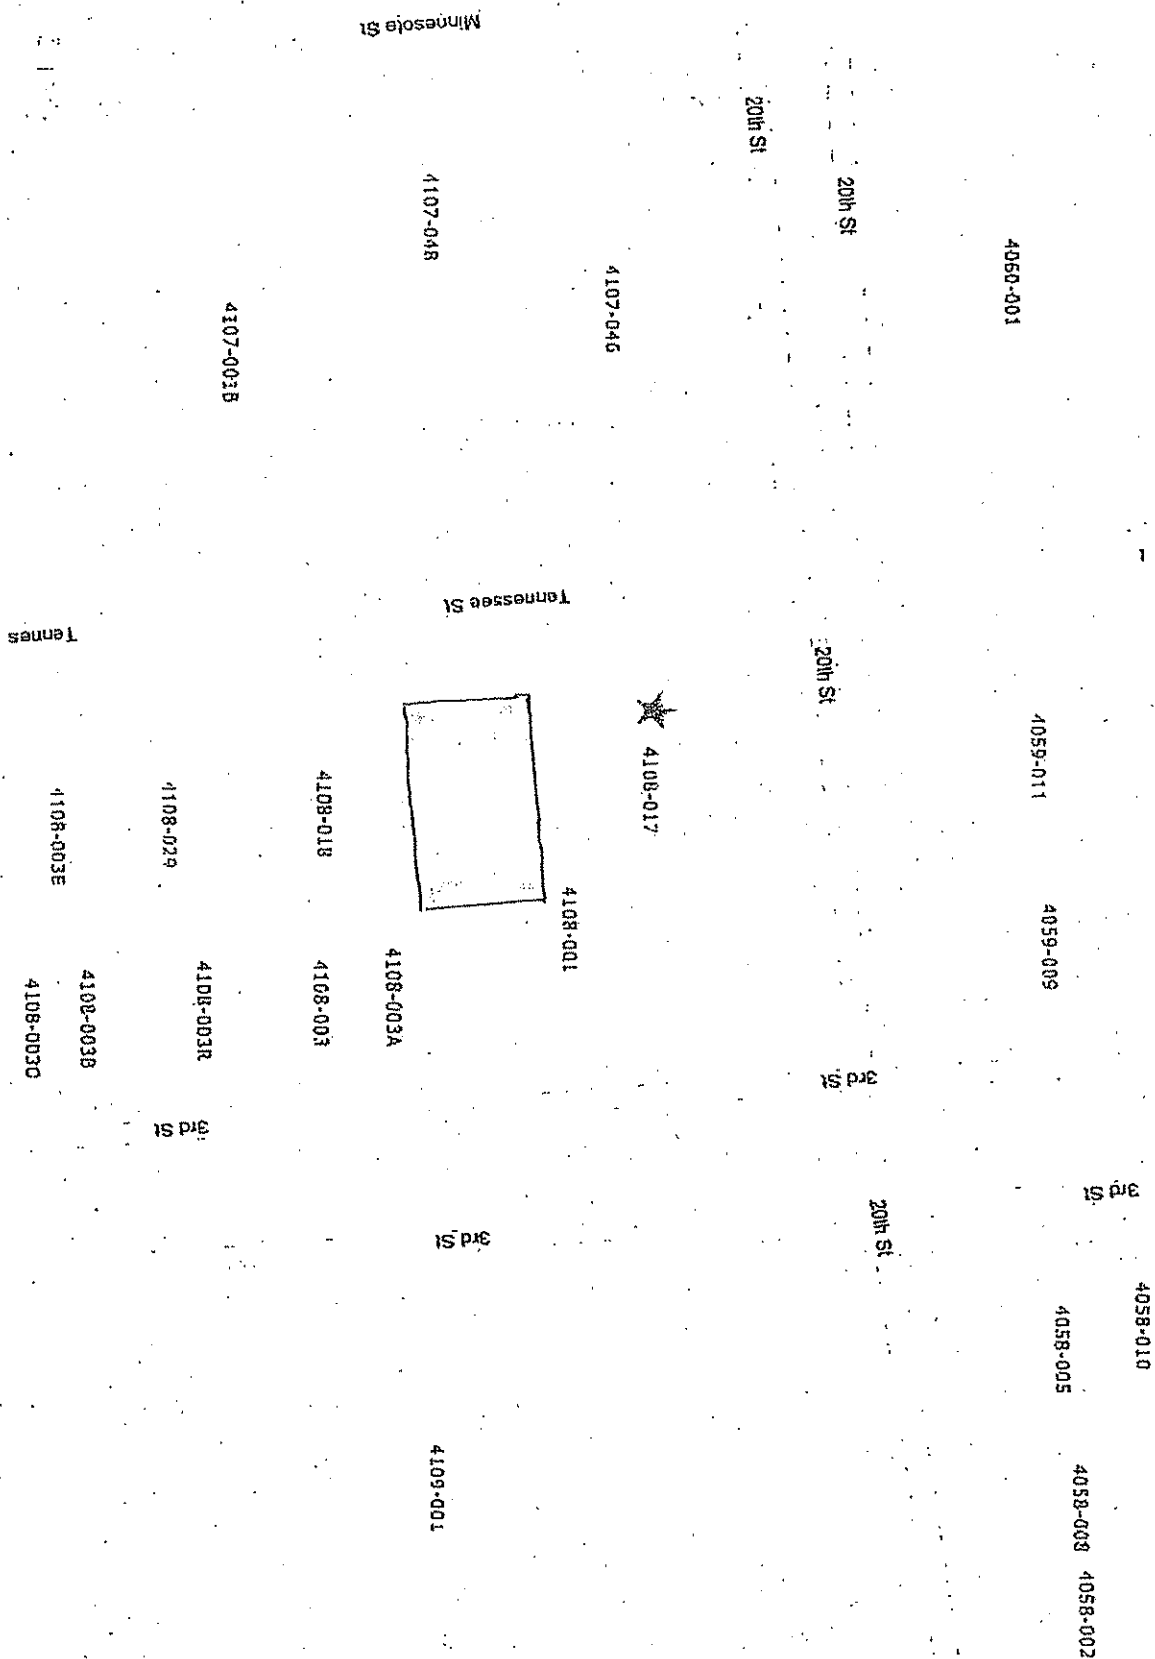 Minnesota St
20th St
20th St
4060-001
4107-048
4107-046
4107-001B
Tennessee St
Tennes
20th St
4059-011
4108-017
4108-018
4108-029
4108-003E
4108-001
4059-009
4108-003A
4108-003
4108-003R
4108-003B
4108-003C
3rd St
3rd St
3rd St
3rd St
20th St
4058-010
4058-005
4109-001
4058-008
4058-002